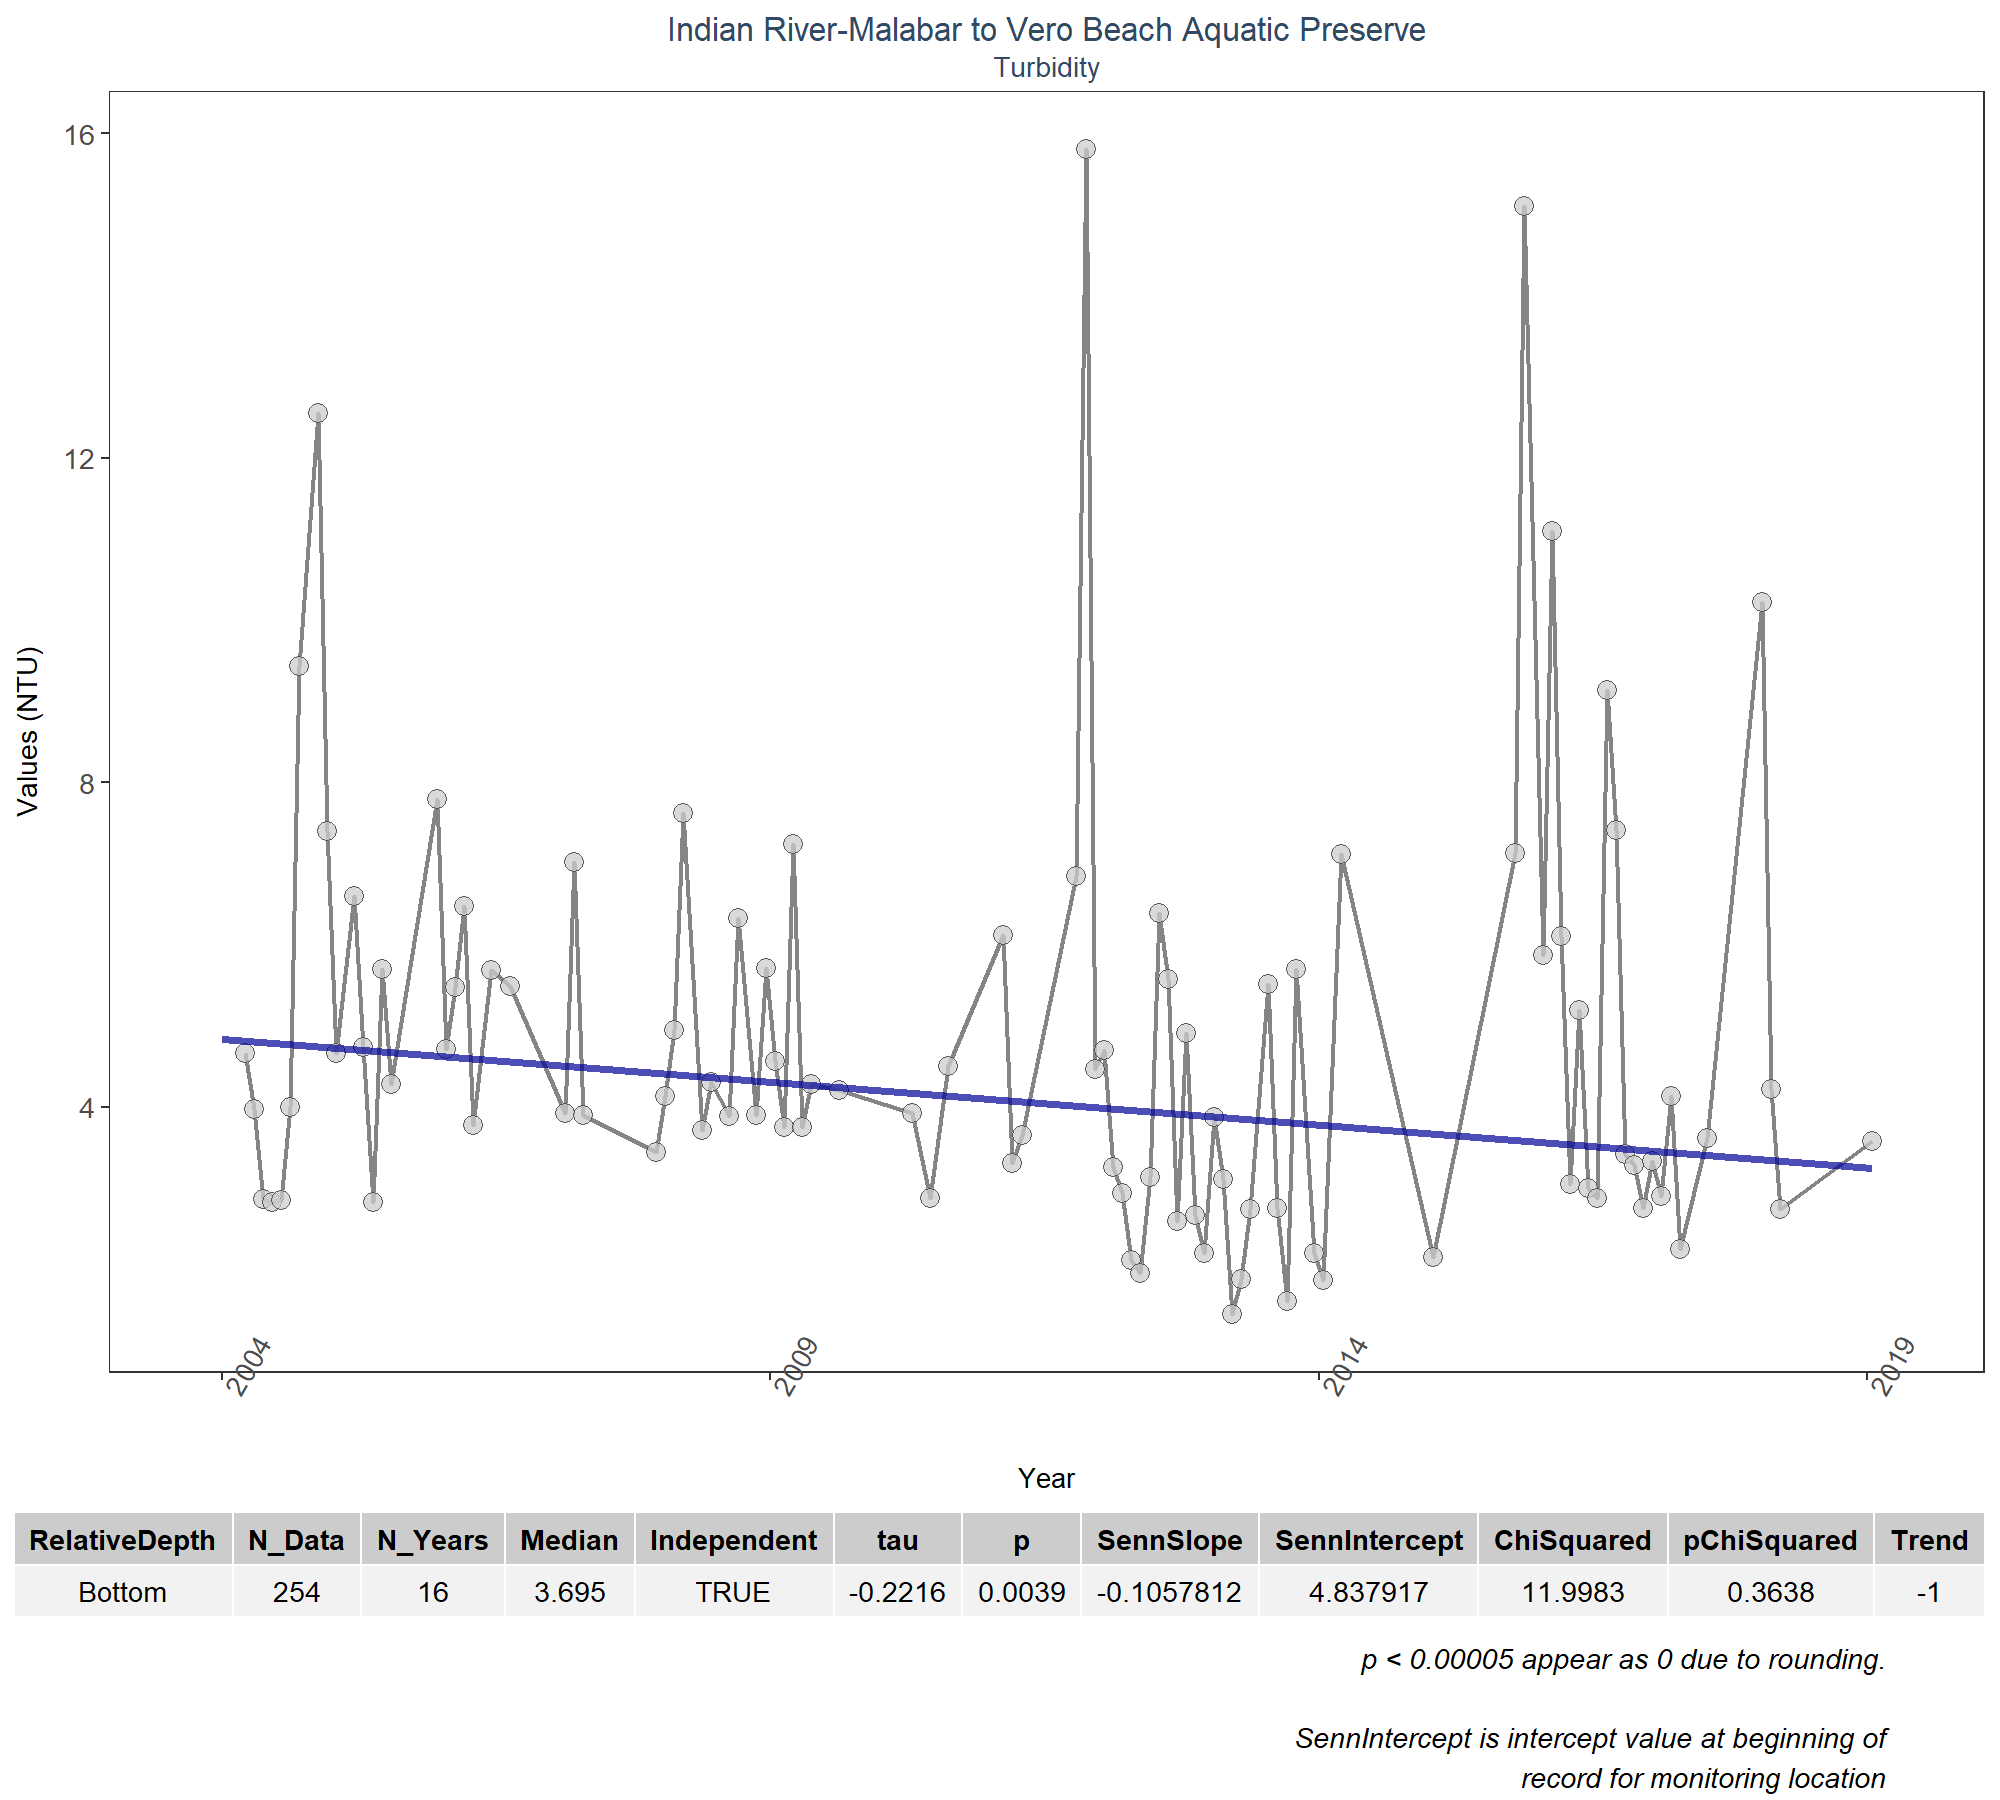 Indian River-Malabar to Vero Beach Aquatic Preserve
Turbidity
16
12
8
4
Values (NTU)
2004 2009 2014 2019
Year
RelativeDepth N_Data N_Years Median Independent tau p SennSlope SennIntercept ChiSquared pChiSquared Trend
Bottom 254 16 3.695 TRUE -0.2216 0.0039 -0.1057812 4.837917 11.9983 0.3638 -1
p < 0.00005 appear as 0 due to rounding.
SennIntercept is intercept value at beginning of
record for monitoring location